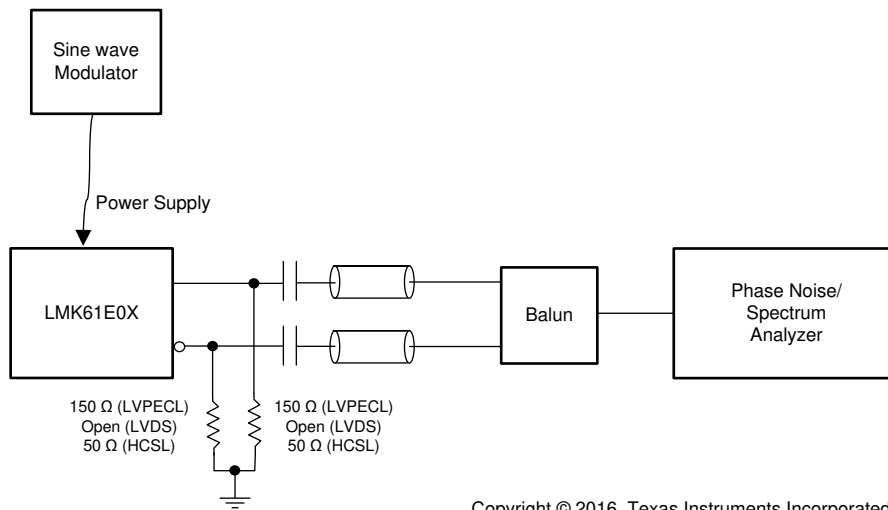 Sine wave
Modulator
Power Supply
LMK61E0X
Balun
Phase Noise/
Spectrum
Analyzer
150 Ω (LVPECL)
Open (LVDS)
50 Ω (HCSL)
150 Ω (LVPECL)
Open (LVDS)
50 Ω (HCSL)
Copyright © 2016, Texas Instruments Incorporated